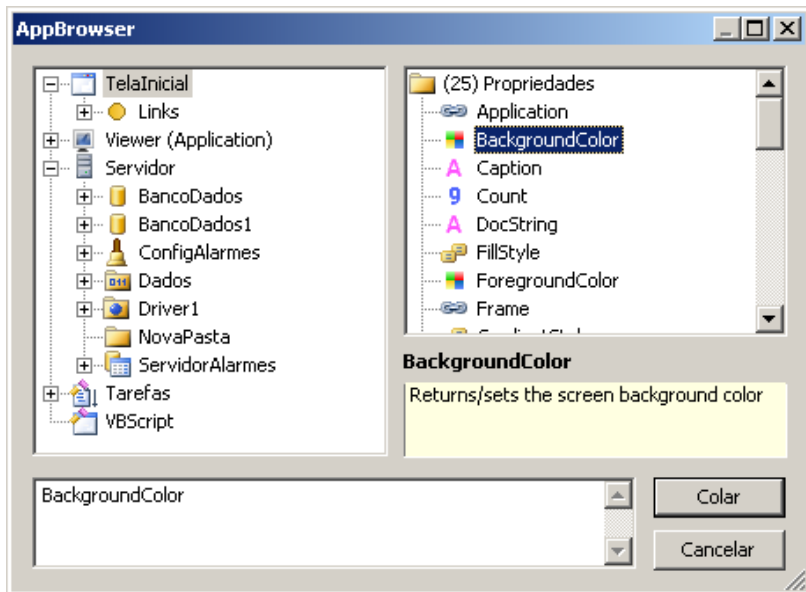 AppBrowser
TelaInicial
Links
Viewer (Application)
Servidor
BancoDados
BancoDados1
ConfigAlarmes
Dados
Driver1
NovaPasta
ServidorAlarmes
Tarefas
VBScript
(25) Propriedades
Application
BackgroundColor
Caption
Count
DocString
FillStyle
ForegroundColor
Frame
BackgroundColor
Returns/sets the screen background color
BackgroundColor
Colar
Cancelar